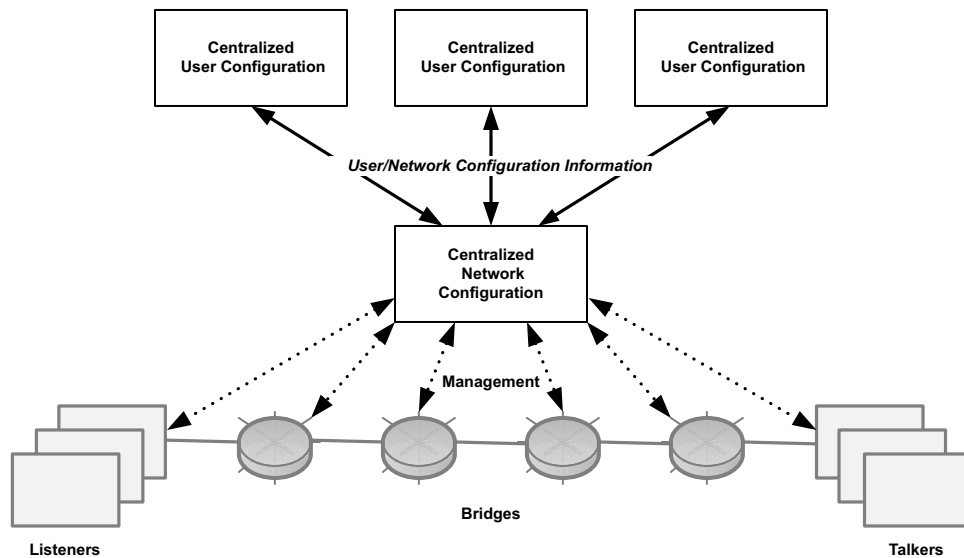 Centralized
User Configuration
Centralized
User Configuration
Centralized
User Configuration
User/Network Configuration Information
Centralized
Network
Configuration
Management
Bridges
Listeners
Talkers